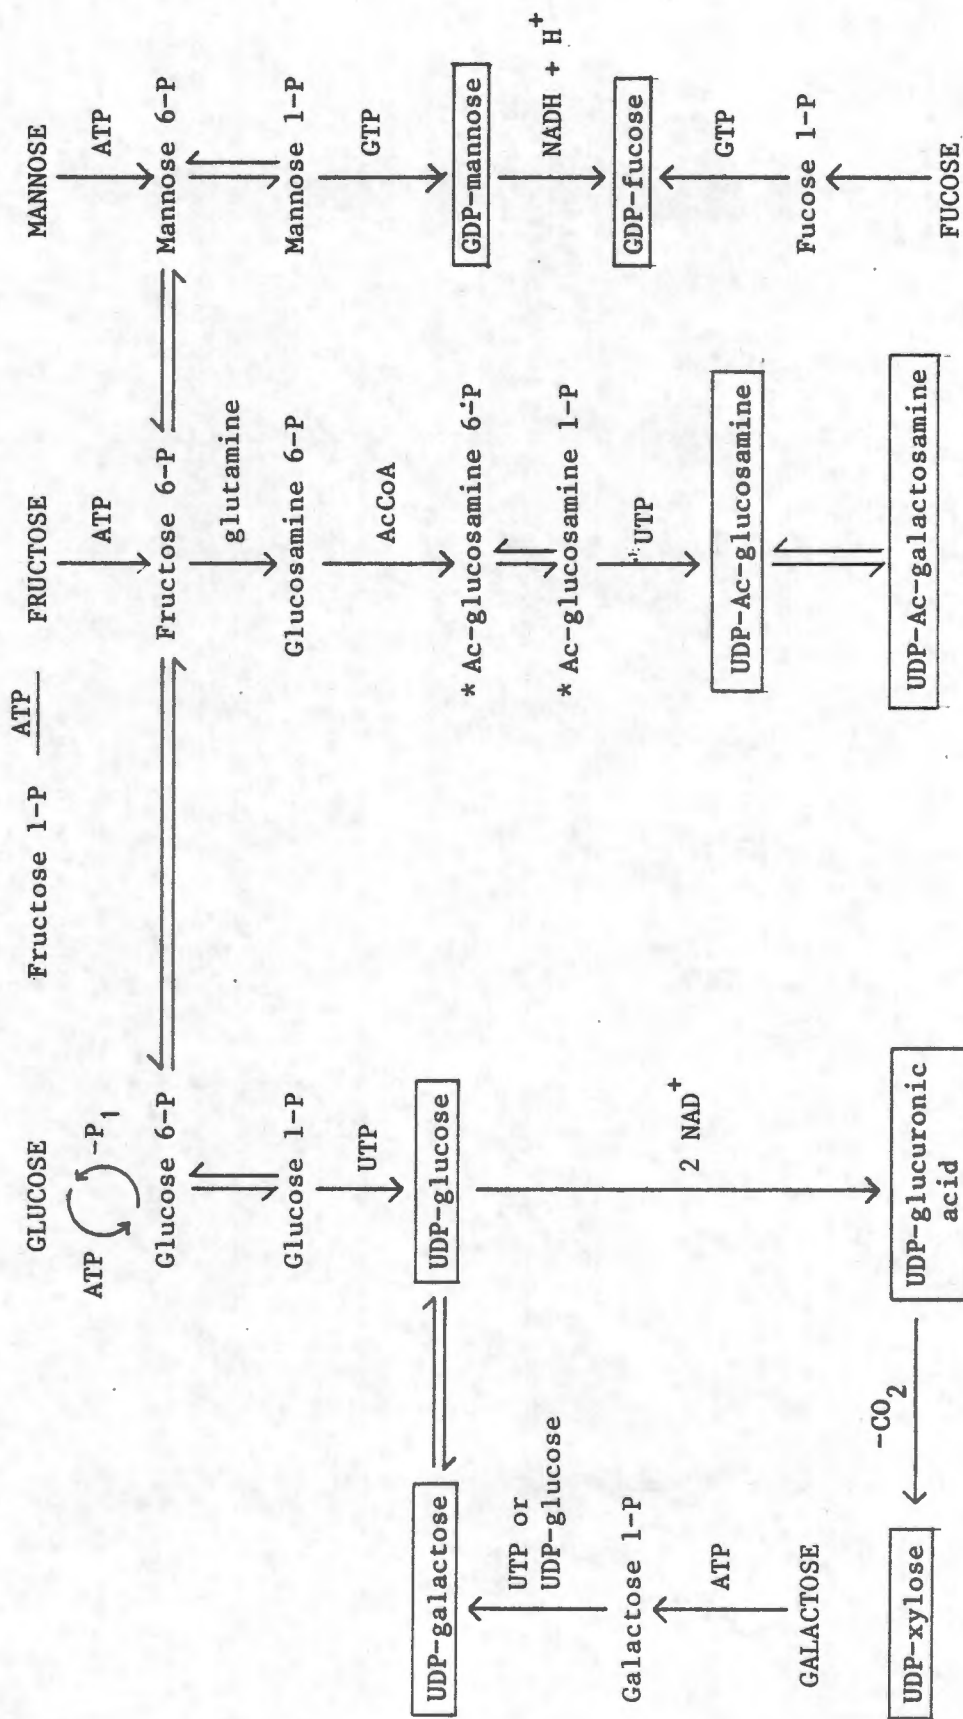 GLUCOSE
ATP
-P1
Glucose 6-P
Glucose 1-P
UTP
UDP-glucose
2 NAD+
UDP-glucuronic
acid
-CO2
UDP-xylose
UDP-galactose
UTP or
UDP-glucose
Galactose 1-P
ATP
GALACTOSE
Fructose 1-P
ATP
FRUCTOSE
ATP
Fructose 6-P
glutamine
Glucosamine 6-P
AcCoA
*Ac-glucosamine 6-P
*Ac-glucosamine 1-P
UTP
UDP-Ac-glucosamine
UDP-Ac-galactosamine
MANNOSE
ATP
Mannose 6-P
Mannose 1-P
GTP
GDP-mannose
NADH + H+
GDP-fucose
GTP
Fucose 1-P
FUCOSE